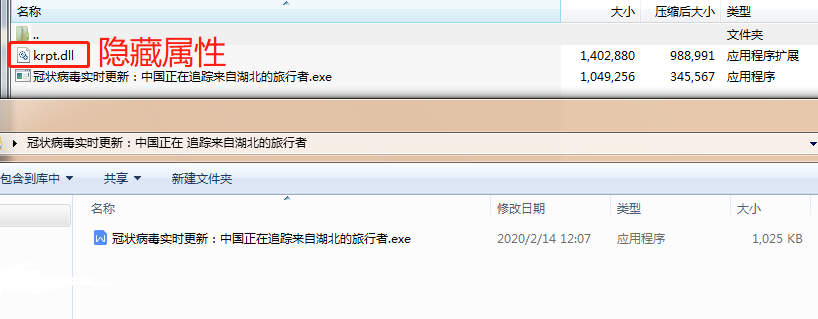 名称 大小 压缩后大小 类型
.. 文件夹
krpt.dll 隐藏属性 1,402,880 988,991 应用程序扩展
冠状病毒实时更新：中国正在追踪来自湖北的旅行者.exe 1,049,256 345,567 应用程序
冠状病毒实时更新：中国正在 追踪来自湖北的旅行者
包含到库中 共享 新建文件夹
名称 修改日期 类型 大小
冠状病毒实时更新：中国正在追踪来自湖北的旅行者.exe 2020/2/14 12:07 应用程序 1,025 KB